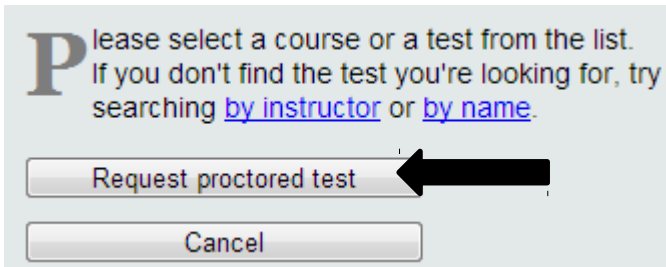 Please select a course or a test from the list.
If you don't find the test you're looking for, try
searching by instructor or by name.
Request proctored test
Cancel